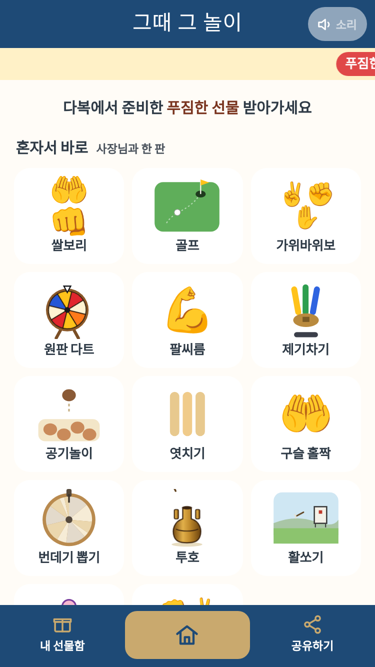 그때 그 놀이
소리
푸짐한
다복에서 준비한 푸짐한 선물 받아가세요
혼자서 바로 사장님과 한 판
쌀보리
골프
가위바위보
원판 다트
팔씨름
제기차기
공기놀이
엿치기
구슬 홀짝
번데기 뽑기
투호
활쏘기
내 선물함
공유하기